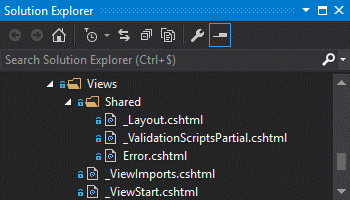 Solution Explorer
Search Solution Explorer (Ctrl+$)
Views
Shared
_Layout.cshtml
_ValidationScriptsPartial.cshtml
Error.cshtml
_ViewImports.cshtml
_ViewStart.cshtml